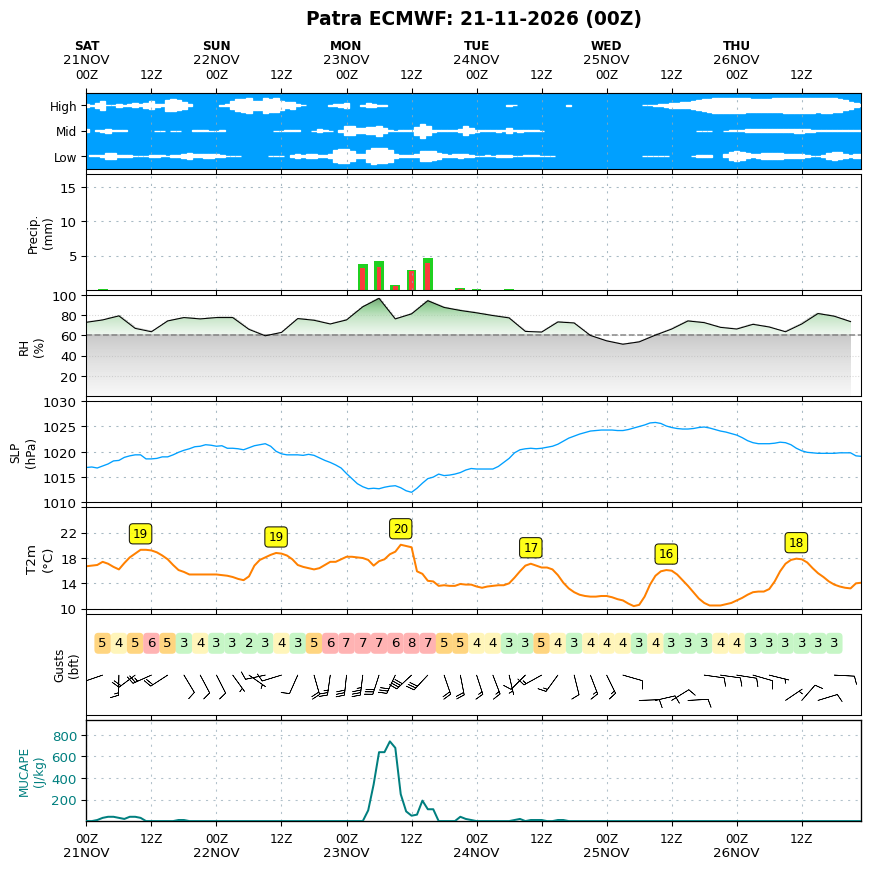 Patra ECMWF: 21-11-2026 (00Z)
SAT SUN MON TUE WED THU
21NOV 22NOV 23NOV 24NOV 25NOV 26NOV
00Z 12Z 00Z 12Z 00Z 12Z 00Z 12Z 00Z 12Z 00Z 12Z
High
Mid
Low
Precip.
(mm)
15
10
5
RH
(%)
100
80
60
40
20
SLP
(hPa)
1030
1025
1020
1015
1010
T2m
(°C)
22
18
14
10
19 19 20 17 16 18
Gusts
(bft)
5 4 5 6 5 3 4 3 3 2 3 4 3 5 6 7 7 7 6 8 7 5 5 4 4 3 3 5 4 3 4 4 4 3 4 3 3 3 4 4 3 3 3 3 3 3
MUCAPE
(J/kg)
800
600
400
200
00Z 12Z 00Z 12Z 00Z 12Z 00Z 12Z 00Z 12Z 00Z 12Z
21NOV 22NOV 23NOV 24NOV 25NOV 26NOV